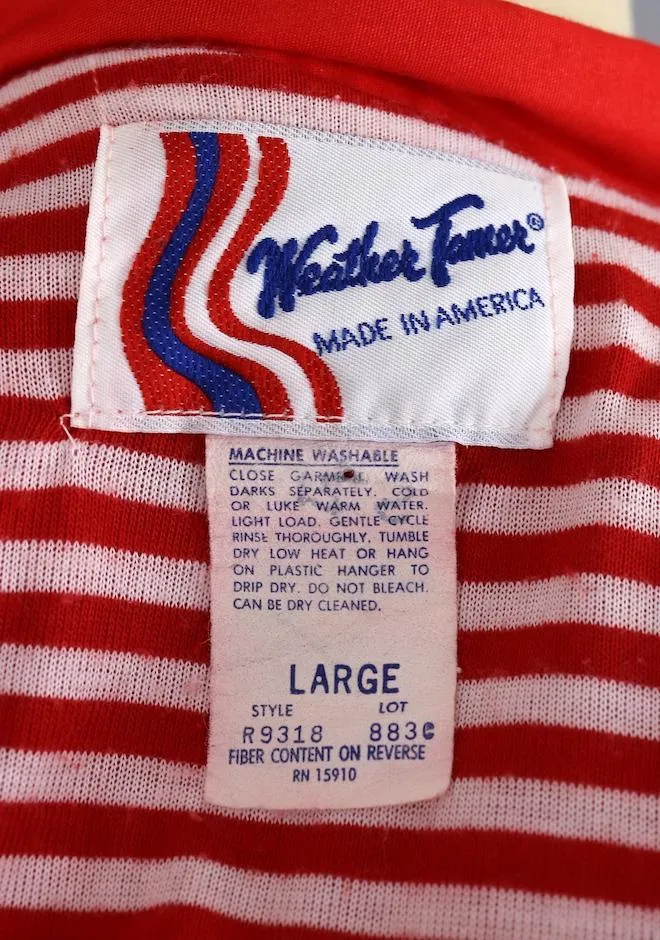 Weather Tamer®
MADE IN AMERICA
MACHINE WASHABLE
CLOSE GARMENT. WASH
DARKS SEPARATELY. COLD
OR LUKE WARM WATER.
LIGHT LOAD. GENTLE CYCLE
RINSE THOROUGHLY. TUMBLE
DRY LOW HEAT OR HANG
ON PLASTIC HANGER TO
DRIP DRY. DO NOT BLEACH.
CAN BE DRY CLEANED.
LARGE
STYLE LOT
R9318 883C
FIBER CONTENT ON REVERSE
RN 15910